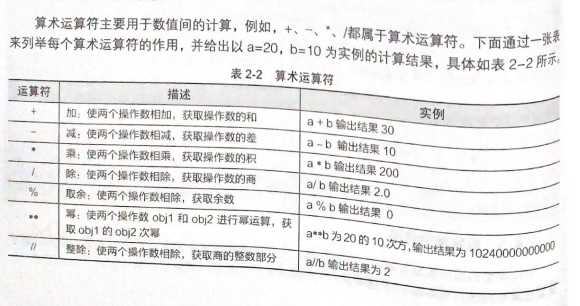 算术运算符主要用于数值间的计算，例如，+、-、*、/都属于算术运算符。下面通过一张表
来列举每个算术运算符的作用，并给出以 a=20，b=10 为实例的计算结果，具体如表 2-2 所示。
表 2-2 算术运算符
运算符 描述 实例
+ 加：使两个操作数相加，获取操作数的和 a + b 输出结果 30
- 减：使两个操作数相减，获取操作数的差 a - b 输出结果 10
* 乘：使两个操作数相乘，获取操作数的积 a * b 输出结果 200
/ 除：使两个操作数相除，获取操作数的商 a/ b 输出结果 2.0
% 取余：使两个操作数相除，获取余数 a % b 输出结果 0
** 幂：使两个操作数 obj1 和 obj2 进行幂运算，获 a**b 为 20 的 10 次方，输出结果为 10240000000000
取 obj1 的 obj2 次幂
// 整除：使两个操作数相除，获取商的整数部分 a//b 输出结果为 2